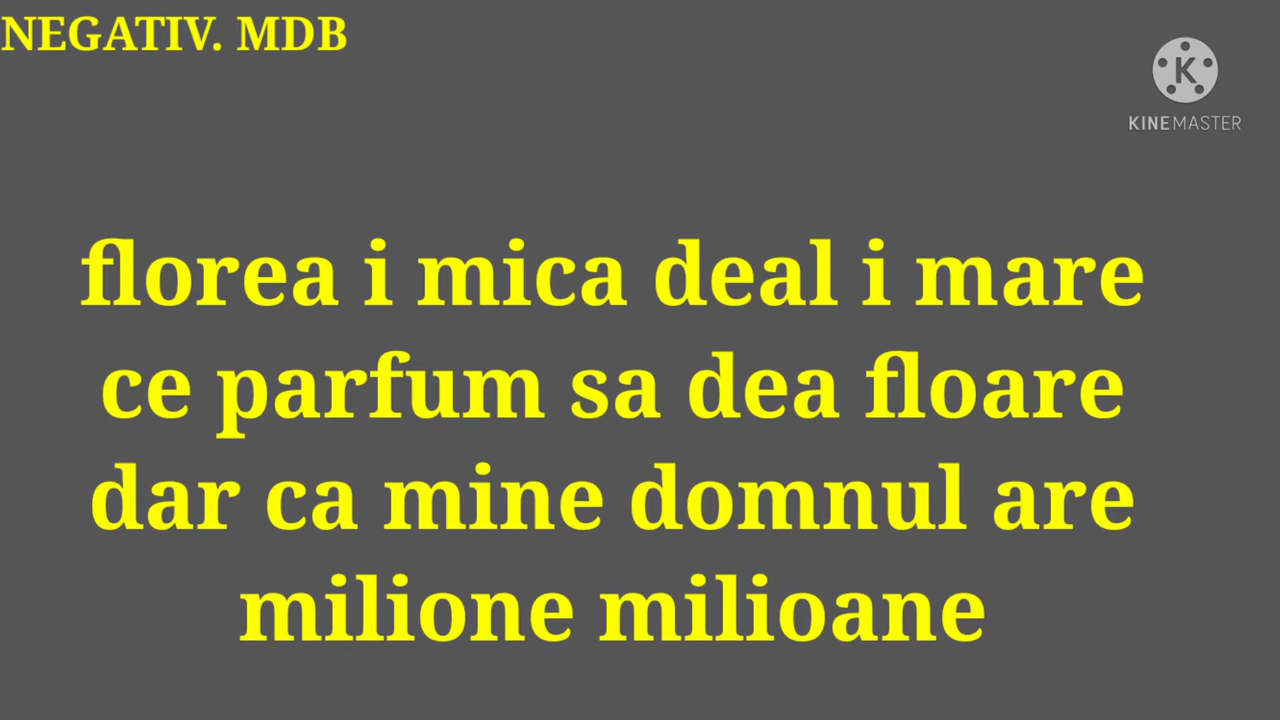 NEGATIV. MDB
KINEMASTER
florea i mica deal i mare
ce parfum sa dea floare
dar ca mine domnul are
milione milioane